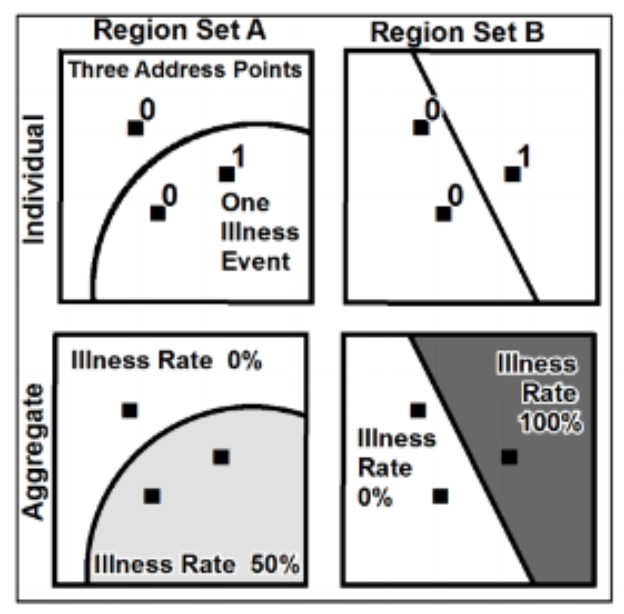 Region Set A
Region Set B
Individual
Three Address Points
0
1
0
One
Illness
Event
0
1
0
Aggregate
Illness Rate 0%
Illness Rate 50%
Illness
Rate
100%
Illness
Rate
0%